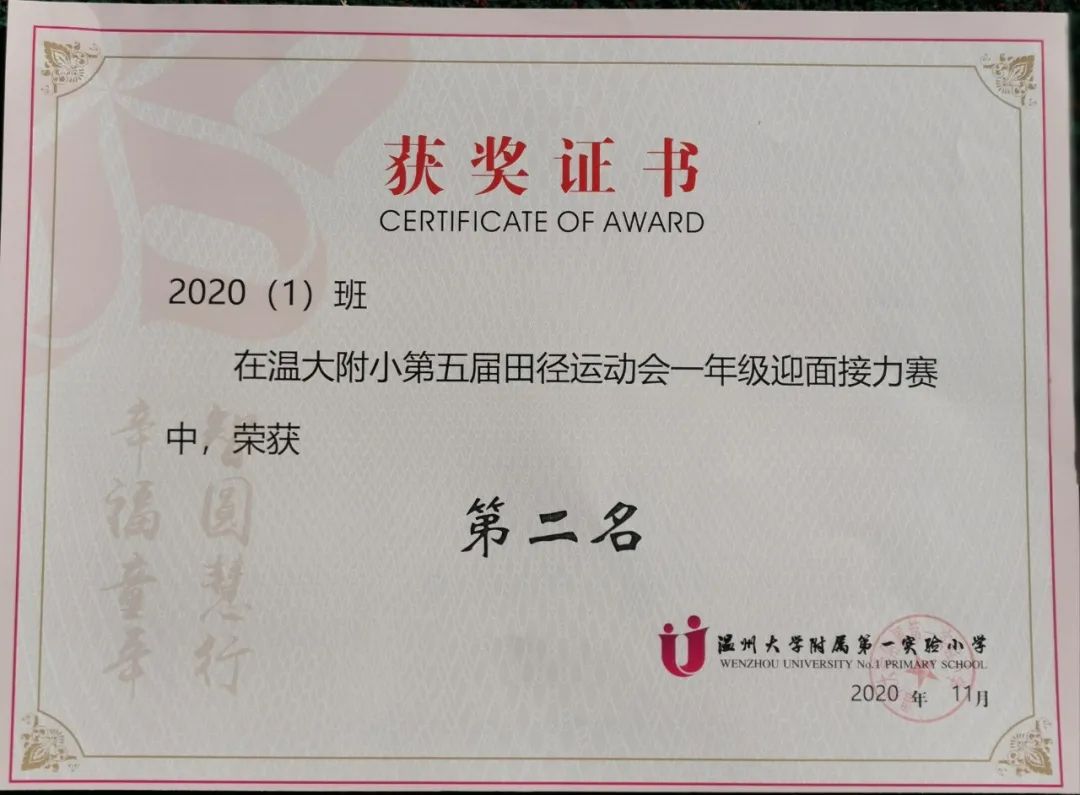 获奖证书
CERTIFICATE OF AWARD
2020（1）班
在温大附小第五届田径运动会一年级迎面接力赛
中，荣获
第二名
智圆慧行
幸福童年
温州大学附属第一实验小学
WENZHOU UNIVERSITY No.1 PRIMARY SCHOOL
2020 年 11月